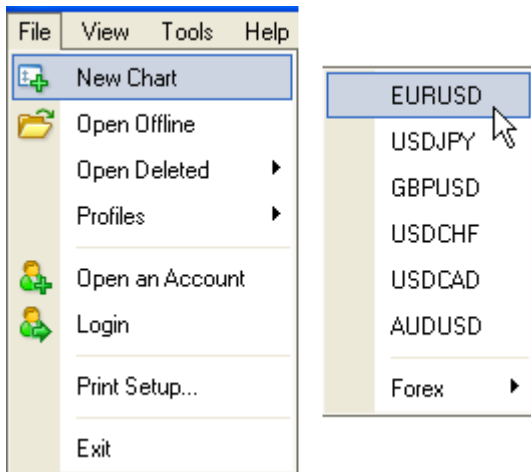 File View Tools Help
New Chart
Open Offline
Open Deleted
Profiles
Open an Account
Login
Print Setup...
Exit
EURUSD
USDJPY
GBPUSD
USDCHF
USDCAD
AUDUSD
Forex